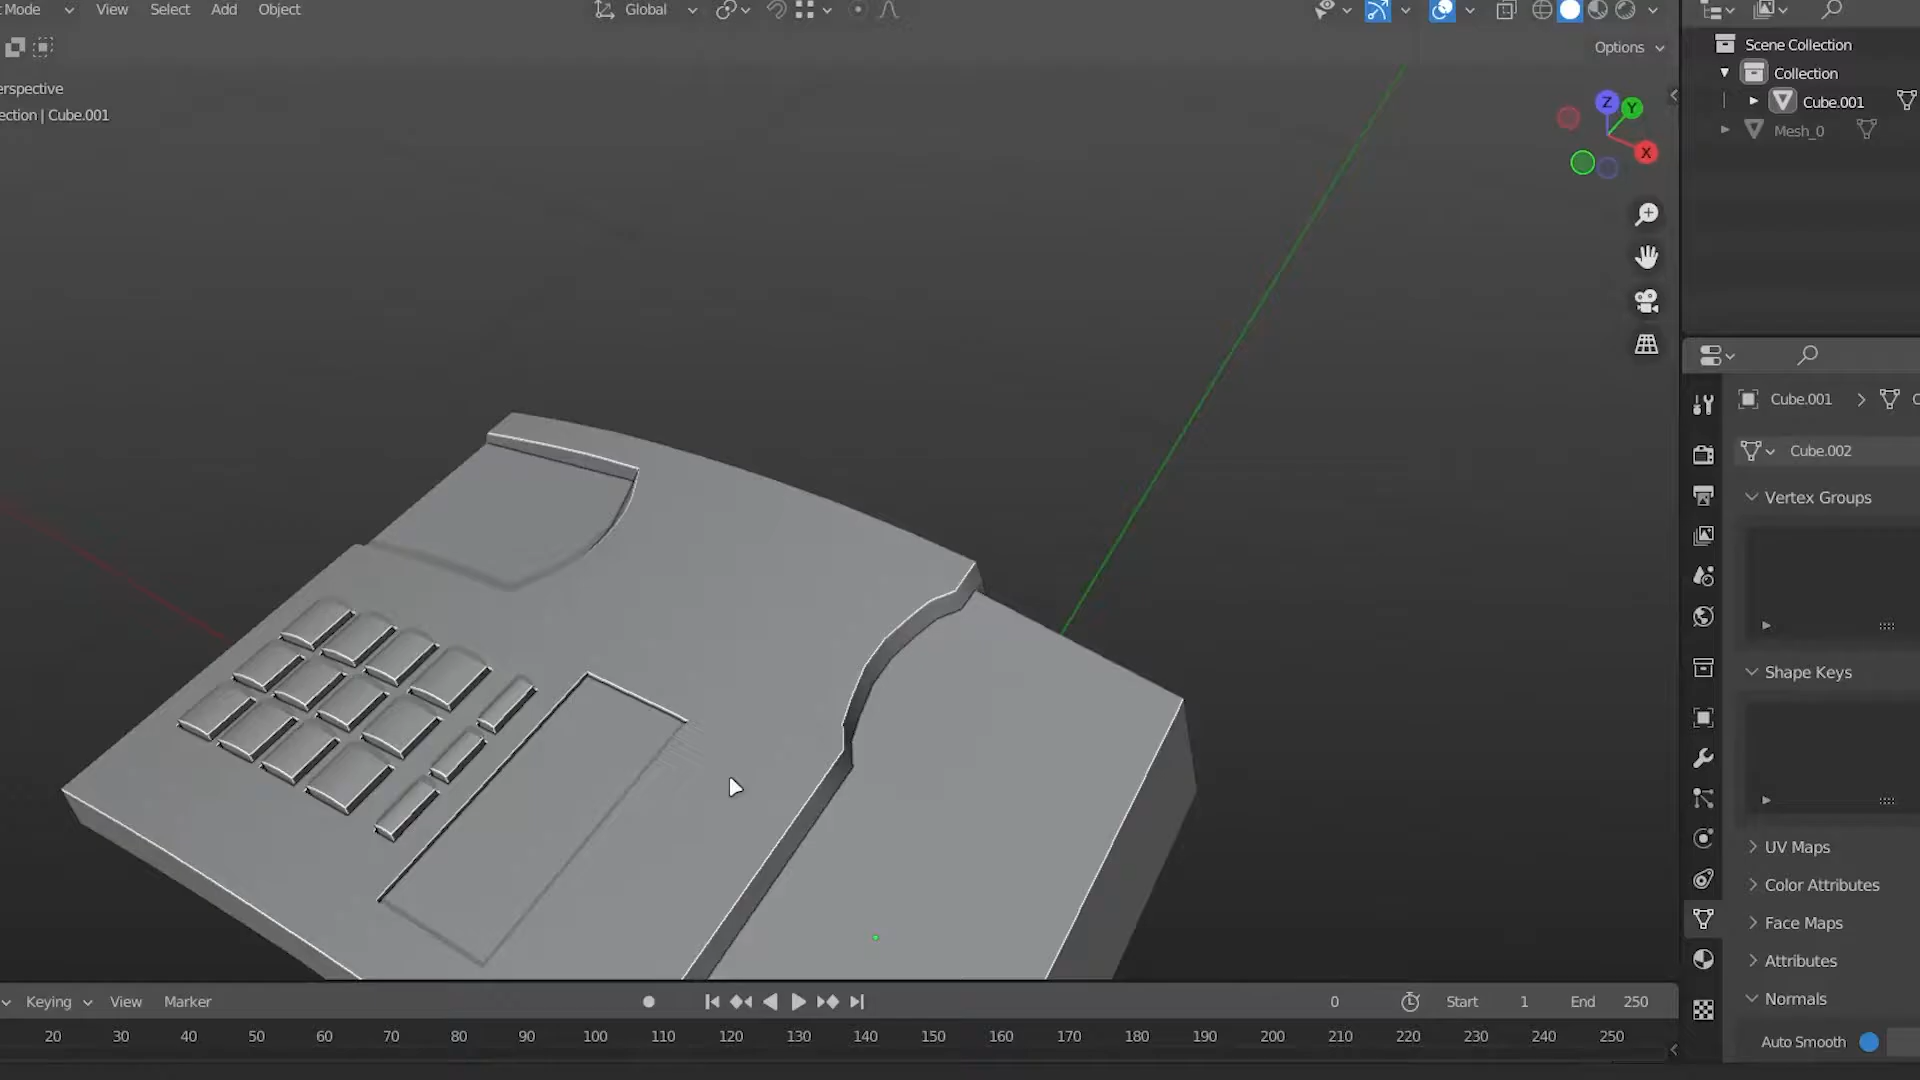 Mode View Select Add Object Global
Options
erspective
ection | Cube.001
Z Y X
Scene Collection
Collection
Cube.001
Mesh_0
Cube.001
Cube.002
Vertex Groups
Shape Keys
UV Maps
Color Attributes
Face Maps
Attributes
Normals
Auto Smooth
Keying View Marker 0 Start 1 End 250
20 30 40 50 60 70 80 90 100 110 120 130 140 150 160 170 180 190 200 210 220 230 240 250